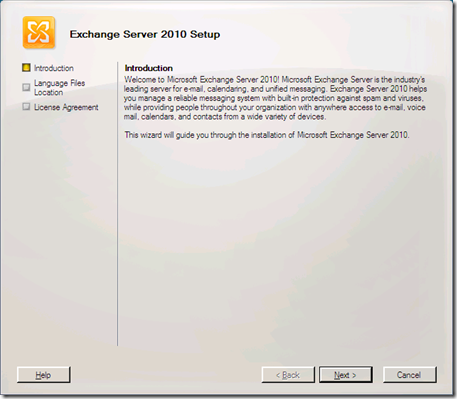 Exchange Server 2010 Setup
Introduction
Language Files
Location
License Agreement
Introduction
Welcome to Microsoft Exchange Server 2010! Microsoft Exchange Server is the industry's
leading server for e-mail, calendaring, and unified messaging. Exchange Server 2010 helps
you manage a reliable messaging system with built-in protection against spam and viruses,
while providing people throughout your organization with anywhere access to e-mail, voice
mail, calendars, and contacts from a wide variety of devices.
This wizard will guide you through the installation of Microsoft Exchange Server 2010.
Help
< Back
Next >
Cancel